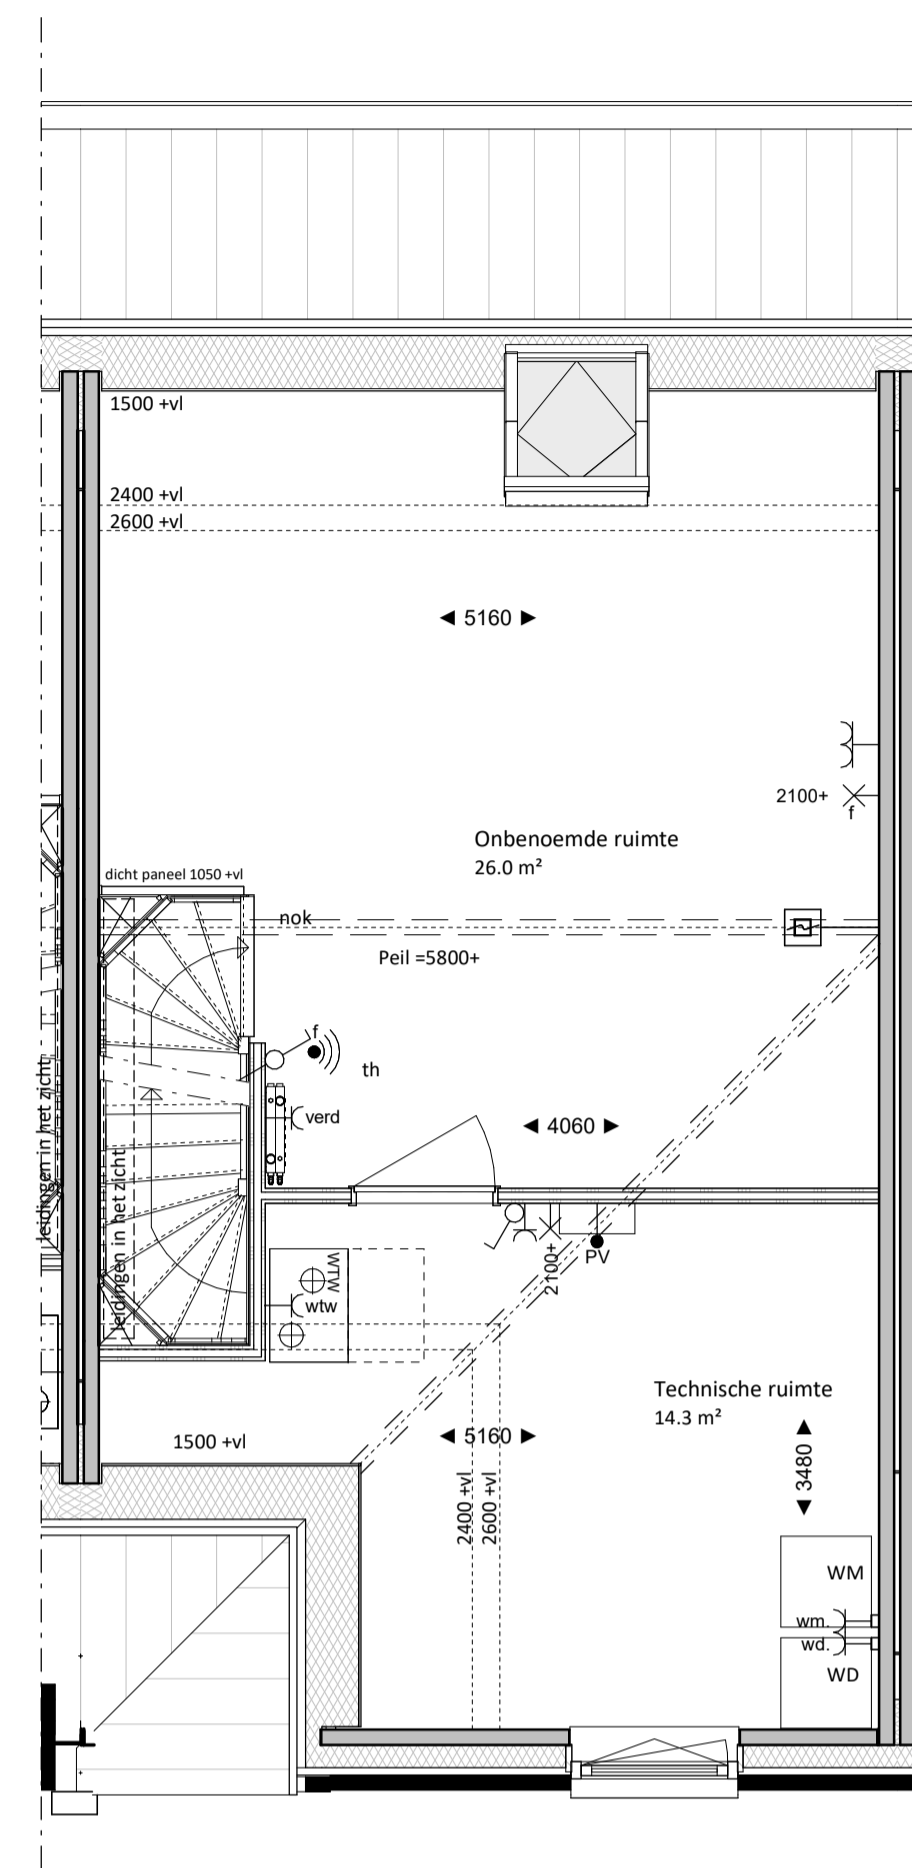 1500 +vl
2400 +vl
2600 +vl
◄ 5160 ►
2100+
f
Onbenoemde ruimte
26.0 m²
dicht paneel 1050 +vl
nok
Peil =5800+
f
th
verd
◄ 4060 ►
leidingen in het zicht
leidingen in het zicht
WTW
wtw
2100+
PV
Technische ruimte
14.3 m²
1500 +vl
◄ 5160 ►
◄ 3480 ►
2400 +vl
2600 +vl
WM
wm.
wd.
WD